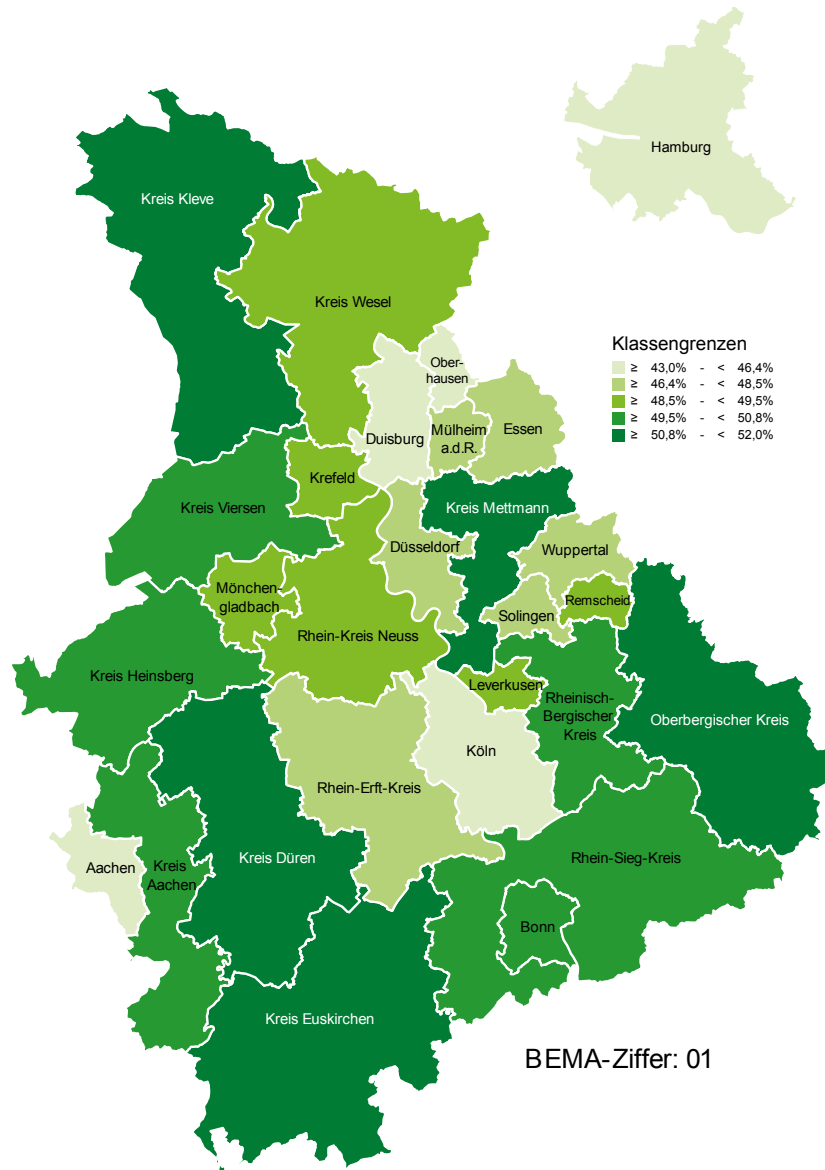 Hamburg
Kreis Kleve
Kreis Wesel
Klassengrenzen
≥ 43,0% - < 46,4%
≥ 46,4% - < 48,5%
≥ 48,5% - < 49,5%
≥ 49,5% - < 50,8%
≥ 50,8% - < 52,0%
Ober-
hausen
Duisburg
Mülheim
a.d.R.
Essen
Krefeld
Kreis Viersen
Kreis Mettmann
Düsseldorf
Wuppertal
Mönchen-
gladbach
Remscheid
Solingen
Rhein-Kreis Neuss
Kreis Heinsberg
Leverkusen
Rheinisch-
Bergischer
Kreis
Oberbergischer Kreis
Köln
Rhein-Erft-Kreis
Aachen
Kreis
Aachen
Kreis Düren
Rhein-Sieg-Kreis
Bonn
Kreis Euskirchen
BEMA-Ziffer: 01